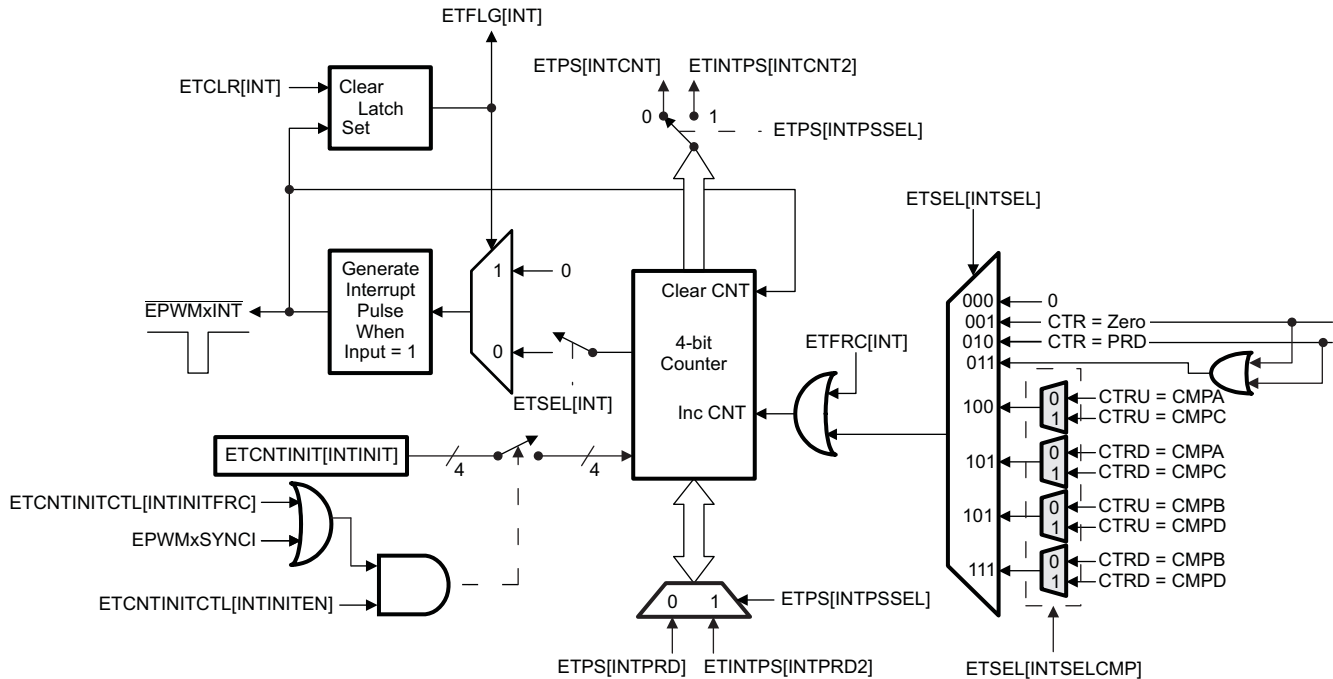 ETFLG[INT]
ETPS[INTCNT]
ETINTPS[INTCNT2]
ETCLR[INT]
Clear
Latch
Set
0
1
ETPS[INTPSSEL]
ETSEL[INTSEL]
Generate
Interrupt
Pulse
When
Input = 1
EPWMxINT
1
0
0
ETSEL[INT]
Clear CNT
4-bit
Counter
Inc CNT
ETFRC[INT]
000
0
001
CTR = Zero
010
CTR = PRD
011
100
0
CTRU = CMPA
1
CTRU = CMPC
101
0
CTRD = CMPA
1
CTRD = CMPC
101
0
CTRU = CMPB
1
CTRU = CMPD
111
0
CTRD = CMPB
1
CTRD = CMPD
ETSEL[INTSELCMP]
ETCNTINIT[INTINIT]
4
4
ETCNTINITCTL[INTINITFRC]
EPWMxSYNCI
ETCNTINITCTL[INTINITEN]
0
1
ETPS[INTPSSEL]
ETPS[INTPRD]
ETINTPS[INTPRD2]